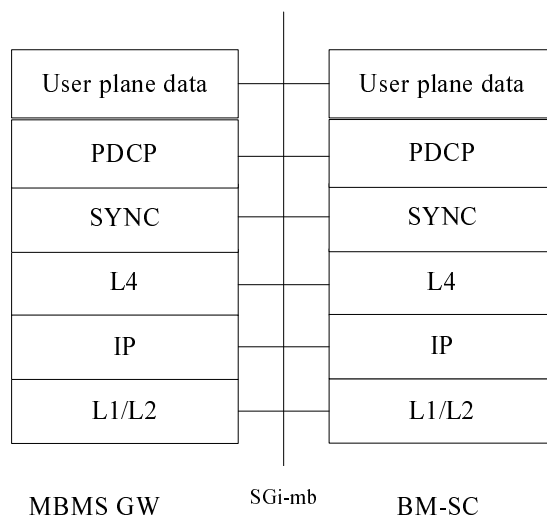 User plane data
User plane data
PDCP
PDCP
SYNC
SYNC
L4
L4
IP
IP
L1/L2
L1/L2
MBMS GW
SGi-mb
BM-SC